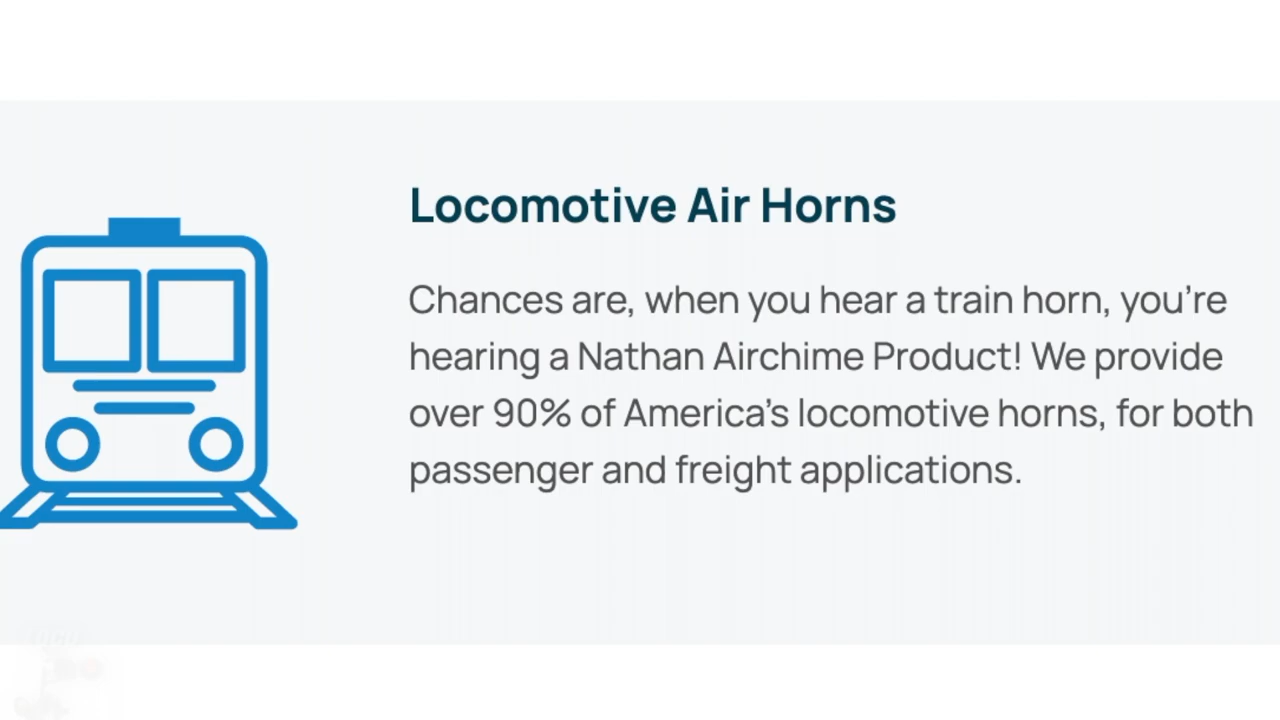 Locomotive Air Horns
Chances are, when you hear a train horn, you're
hearing a Nathan Airchime Product! We provide
over 90% of America's locomotive horns, for both
passenger and freight applications.